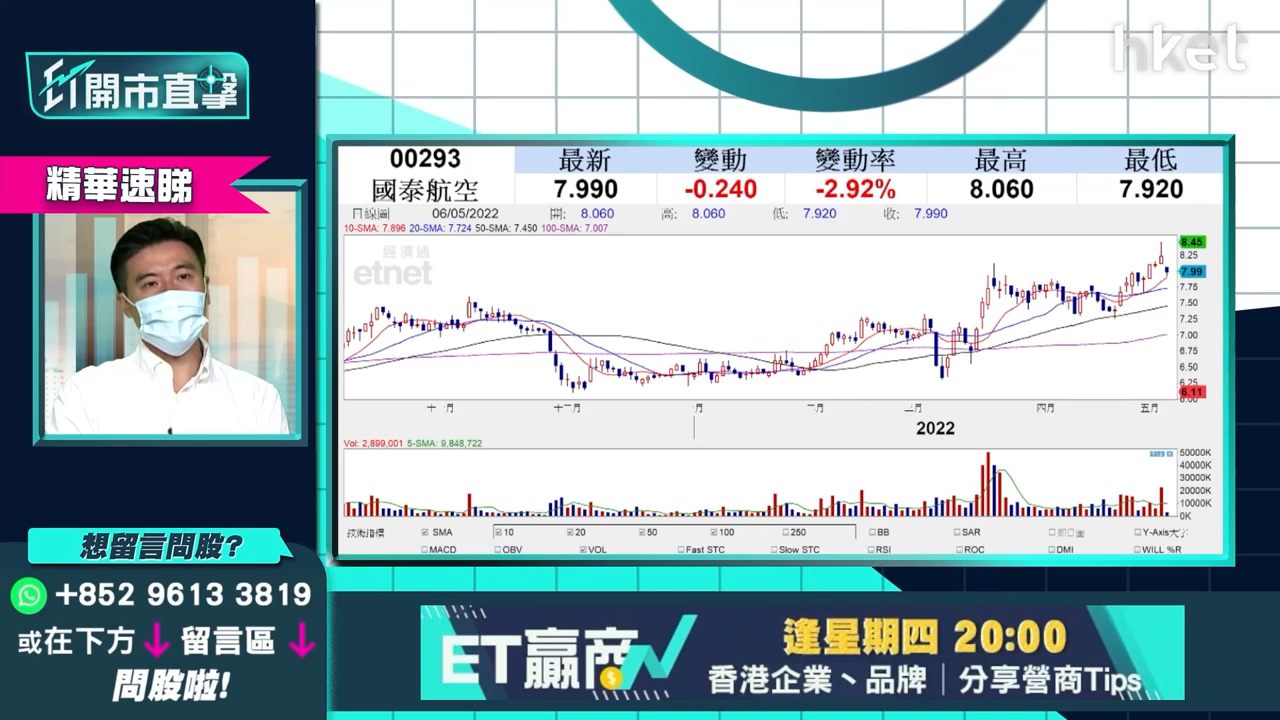 hket
ET開市直擊
精華速睇
00293
國泰航空
最新 變動 變動率 最高 最低
7.990 -0.240 -2.92% 8.060 7.920
日線圖 06/05/2022 開: 8.060 高: 8.060 低: 7.920 收: 7.990
10-SMA: 7.896 20-SMA: 7.724 50-SMA: 7.450 100-SMA: 7.007
經濟通
etnet
8.45
8.25
7.99
7.75
7.50
7.25
7.00
6.75
6.50
6.25
6.11
6.00
十一月 十二月 一月 二月 三月 四月 五月
2022
Vol: 2,899,001 5-SMA: 9,848,722
50000K
40000K
30000K
20000K
10000K
0K
技術指標 SMA 10 20 50 100 250 BB SAR Y-Axis大字
MACD OBV VOL Fast STC Slow STC RSI ROC DMI WILL %R
想留言問股?
+852 9613 3819
或在下方↓留言區↓
問股啦!
ET贏商
逢星期四 20:00
香港企業、品牌｜分享營商Tips